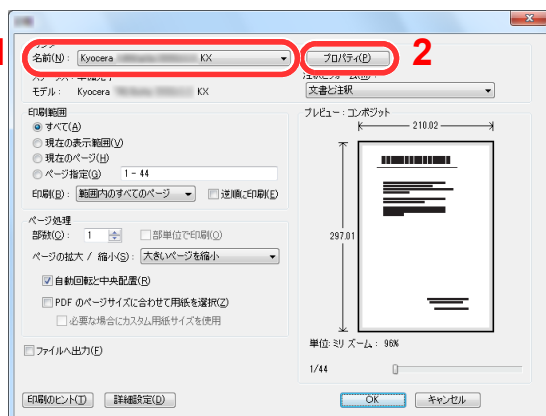 1
名前(N): Kyocera KX
プロパティ(P)
2
モデル: Kyocera KX
文書と注釈
印刷範囲
すべて(A)
現在の表示範囲(V)
現在のページ(H)
ページ指定(G) 1 - 44
印刷(B): 範囲内のすべてのページ
逆順に印刷(E)
ページ処理
部数(C): 1
部単位で印刷(O)
ページの拡大 / 縮小(S): 大きいページを縮小
自動回転と中央配置(R)
PDF のページサイズに合わせて用紙を選択(Z)
必要な場合にカスタム用紙サイズを使用
ファイルへ出力(F)
プレビュー: コンポジット
210.02
297.01
単位: ミリ ズーム: 96%
1/44
印刷のヒント(T)
詳細設定(D)
OK
キャンセル